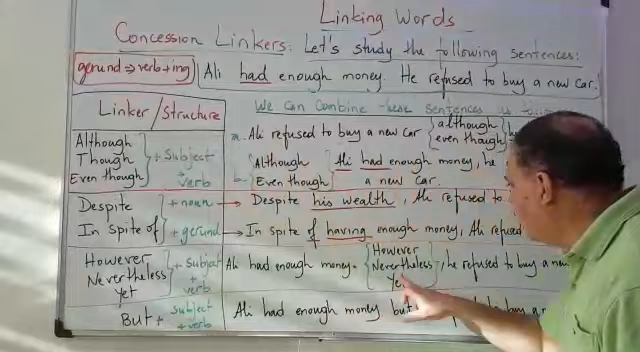 Linking Words
Concession Linkers: Let's study the following sentences:
gerund ⇒ verb+ing
Ali had enough money. He refused to buy a new car.
Linker / Structure
We can Combine these sentences as
Although
Though
Even though
+ Subject
+
verb
a. Ali refused to buy a new car
although
even though
b.
Although
Even though
Ali had enough money, he
a new car.
Despite
In spite of
+ noun
+ gerund
→ Despite his wealth, Ali refused to
→ In spite of having enough money, Ali refused
However
Nevertheless
Yet
+ Subject
+
verb
Ali had enough money.
However
Nevertheless
Yet
, he refused to buy a new
But + Subject
+ verb
Ali had enough money but
to buy a